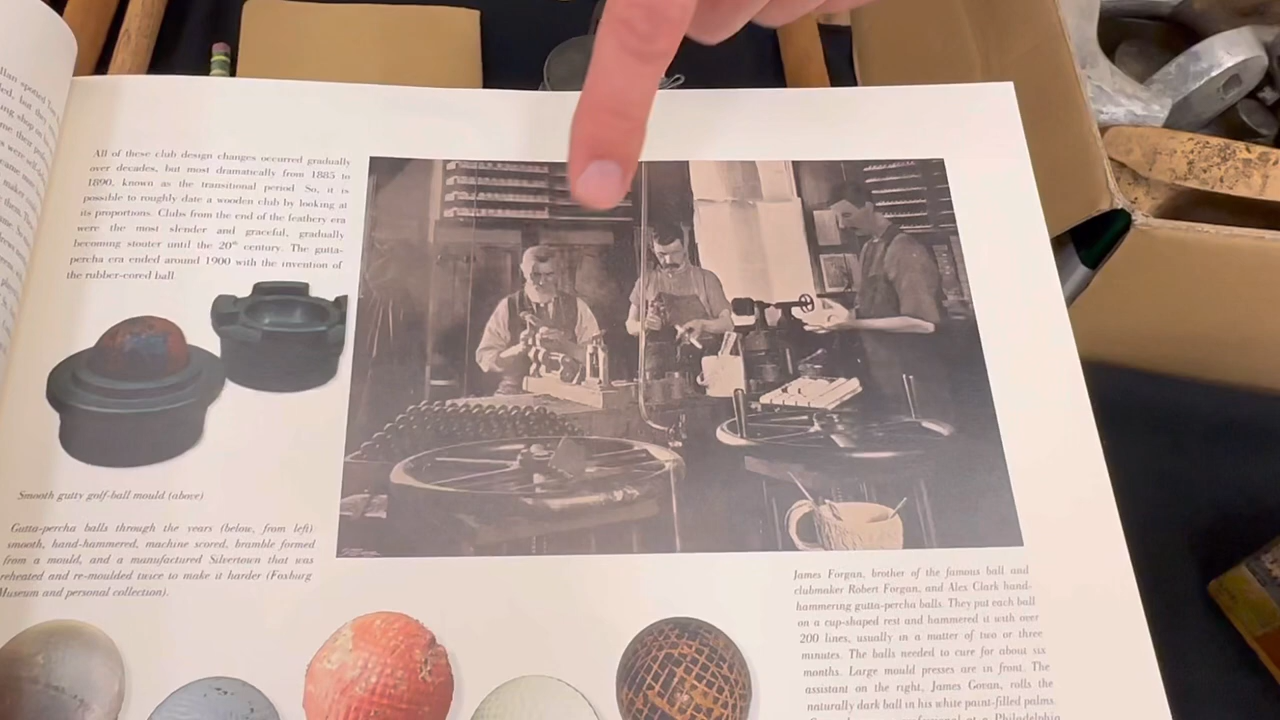 All of these club design changes occurred gradually
over decades, but most dramatically from 1885 to
1890, known as the transitional period So, it is
possible to roughly date a wooden club by looking at
its proportions. Clubs from the end of the feathery era
were the most slender and graceful, gradually
becoming stouter until the 20th century. The gutta-
percha era ended around 1900 with the invention of
the rubber-cored ball.
Smooth gutty golf-ball mould (above)
Gutta-percha balls through the years (below, from left)
smooth, hand-hammered, machine scored, bramble formed
from a mould, and a manufactured Silvertown that was
reheated and re-moulded twice to make it harder (Foxburg
Museum and personal collection).
James Forgan, brother of the famous ball and
clubmaker Robert Forgan, and Alex Clark hand-
hammering gutta-percha balls. They put each ball
on a cup-shaped rest and hammered it with over
200 lines, usually in a matter of two or three
minutes. The balls needed to cure for about six
months. Large mould presses are in front. The
assistant on the right, James Govan, rolls the
naturally dark ball in his white paint-filled palms.
at a Philadelphia